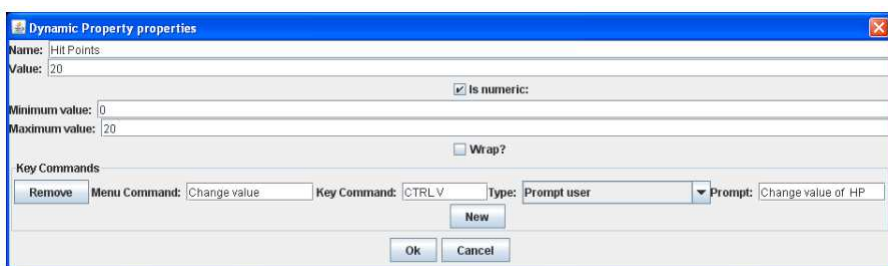 Dynamic Property properties
Name: Hit Points
Value: 20
Is numeric:
Minimum value: 0
Maximum value: 20
Wrap?
Key Commands
Remove Menu Command: Change value Key Command: CTRL V Type: Prompt user Prompt: Change value of HP
New
Ok Cancel